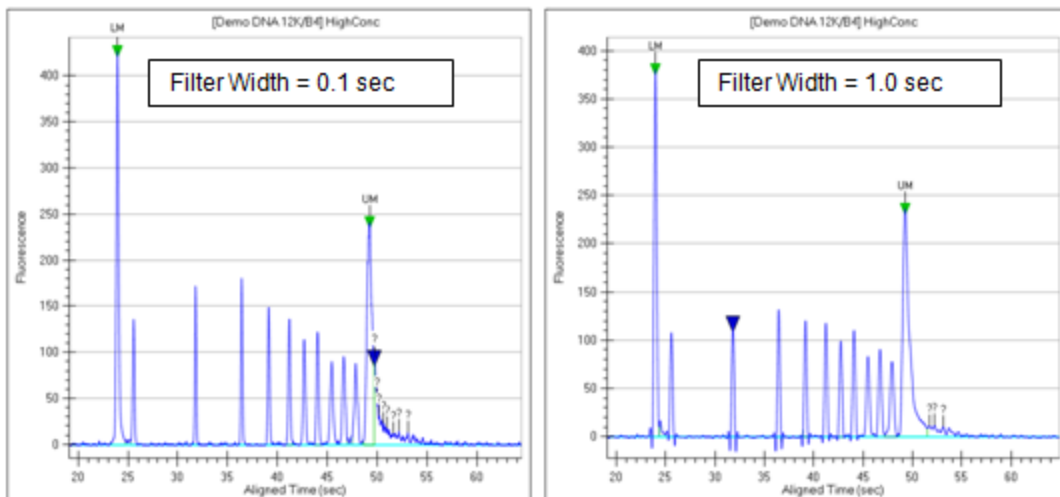 [Demo DNA 12K/B4] HighConc
LM
Filter Width = 0.1 sec
UM
?
?
?
? ? ?
? ? ?
400
350
300
250
200
150
100
50
0
Fluorescence
20 25 30 35 40 45 50 55 60
Aligned Time (sec)
[Demo DNA 12K/B4] HighConc
LM
Filter Width = 1.0 sec
UM
? ? ?
400
350
300
250
200
150
100
50
0
Fluorescence
20 25 30 35 40 45 50 55 60
Aligned Time (sec)